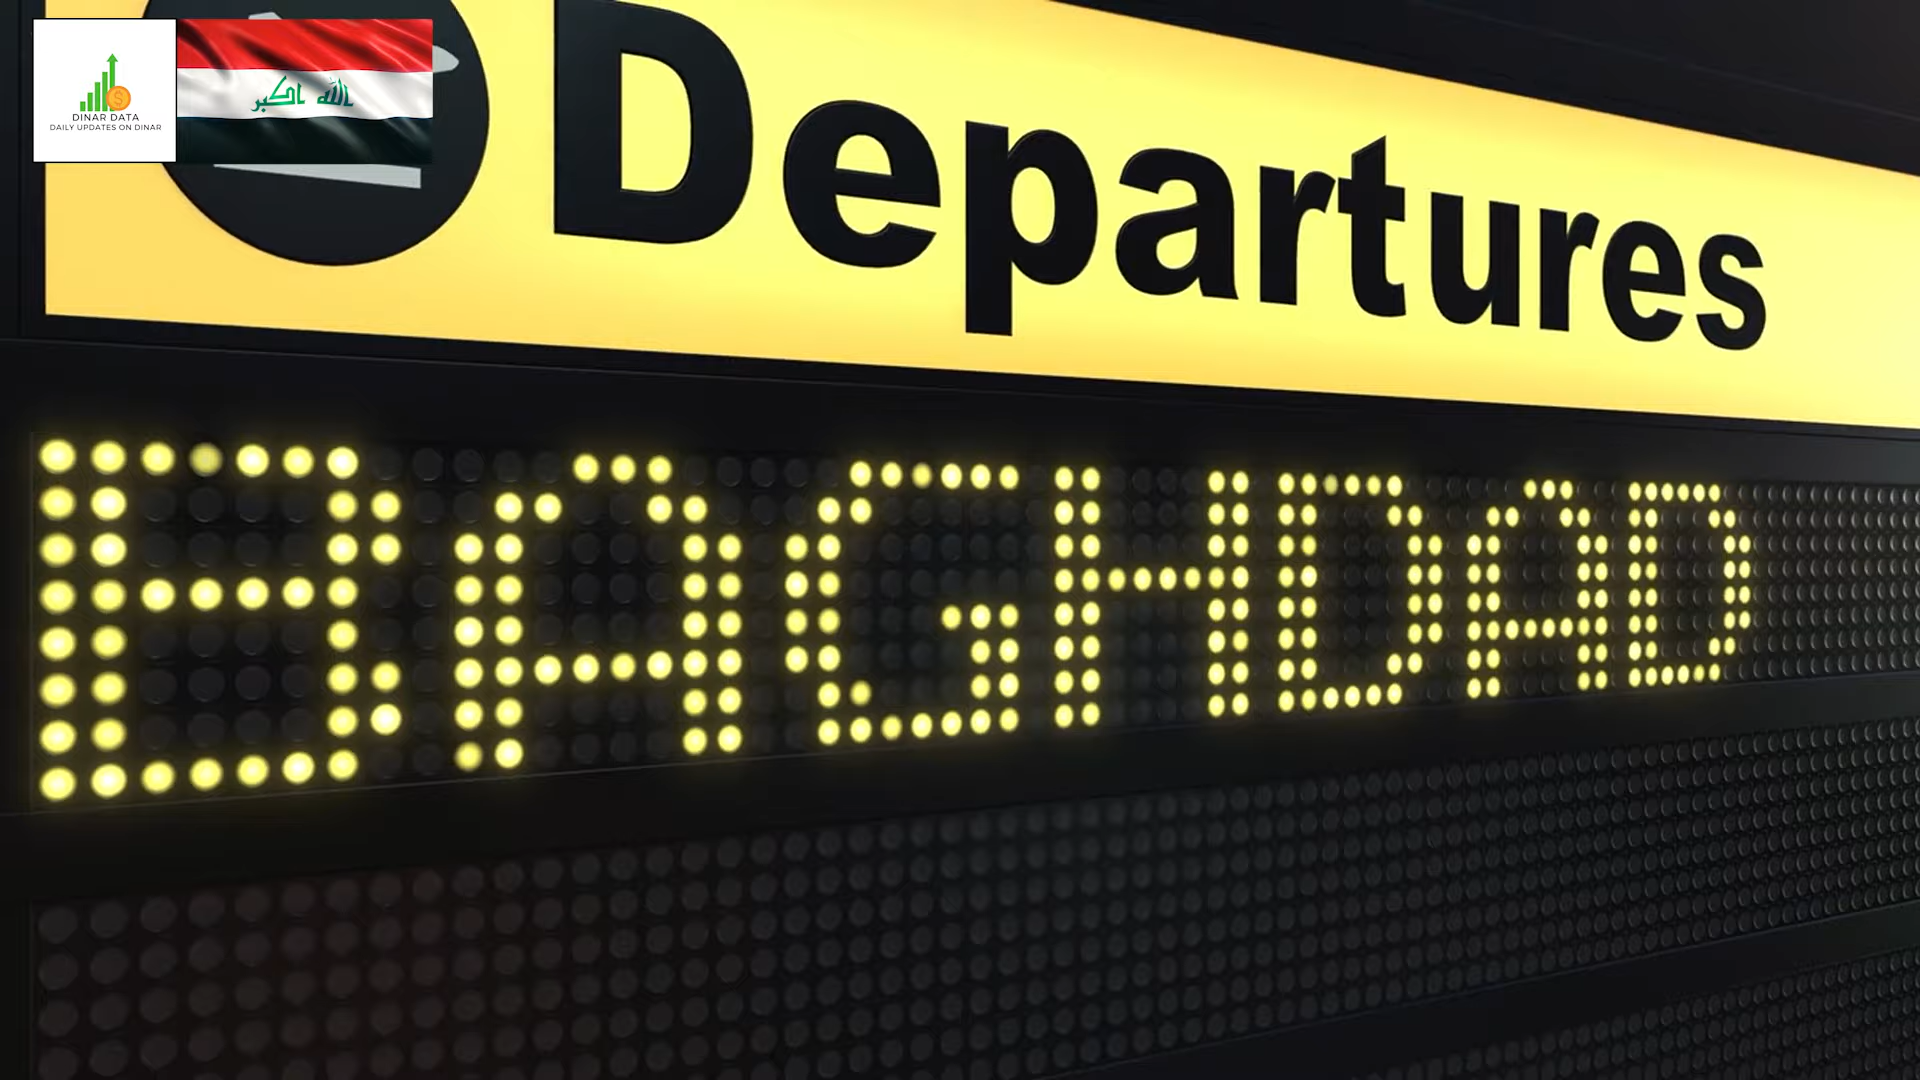 DINAR DATA
DAILY UPDATES ON DINAR
الله اكبر
Departures
BAGHDAD